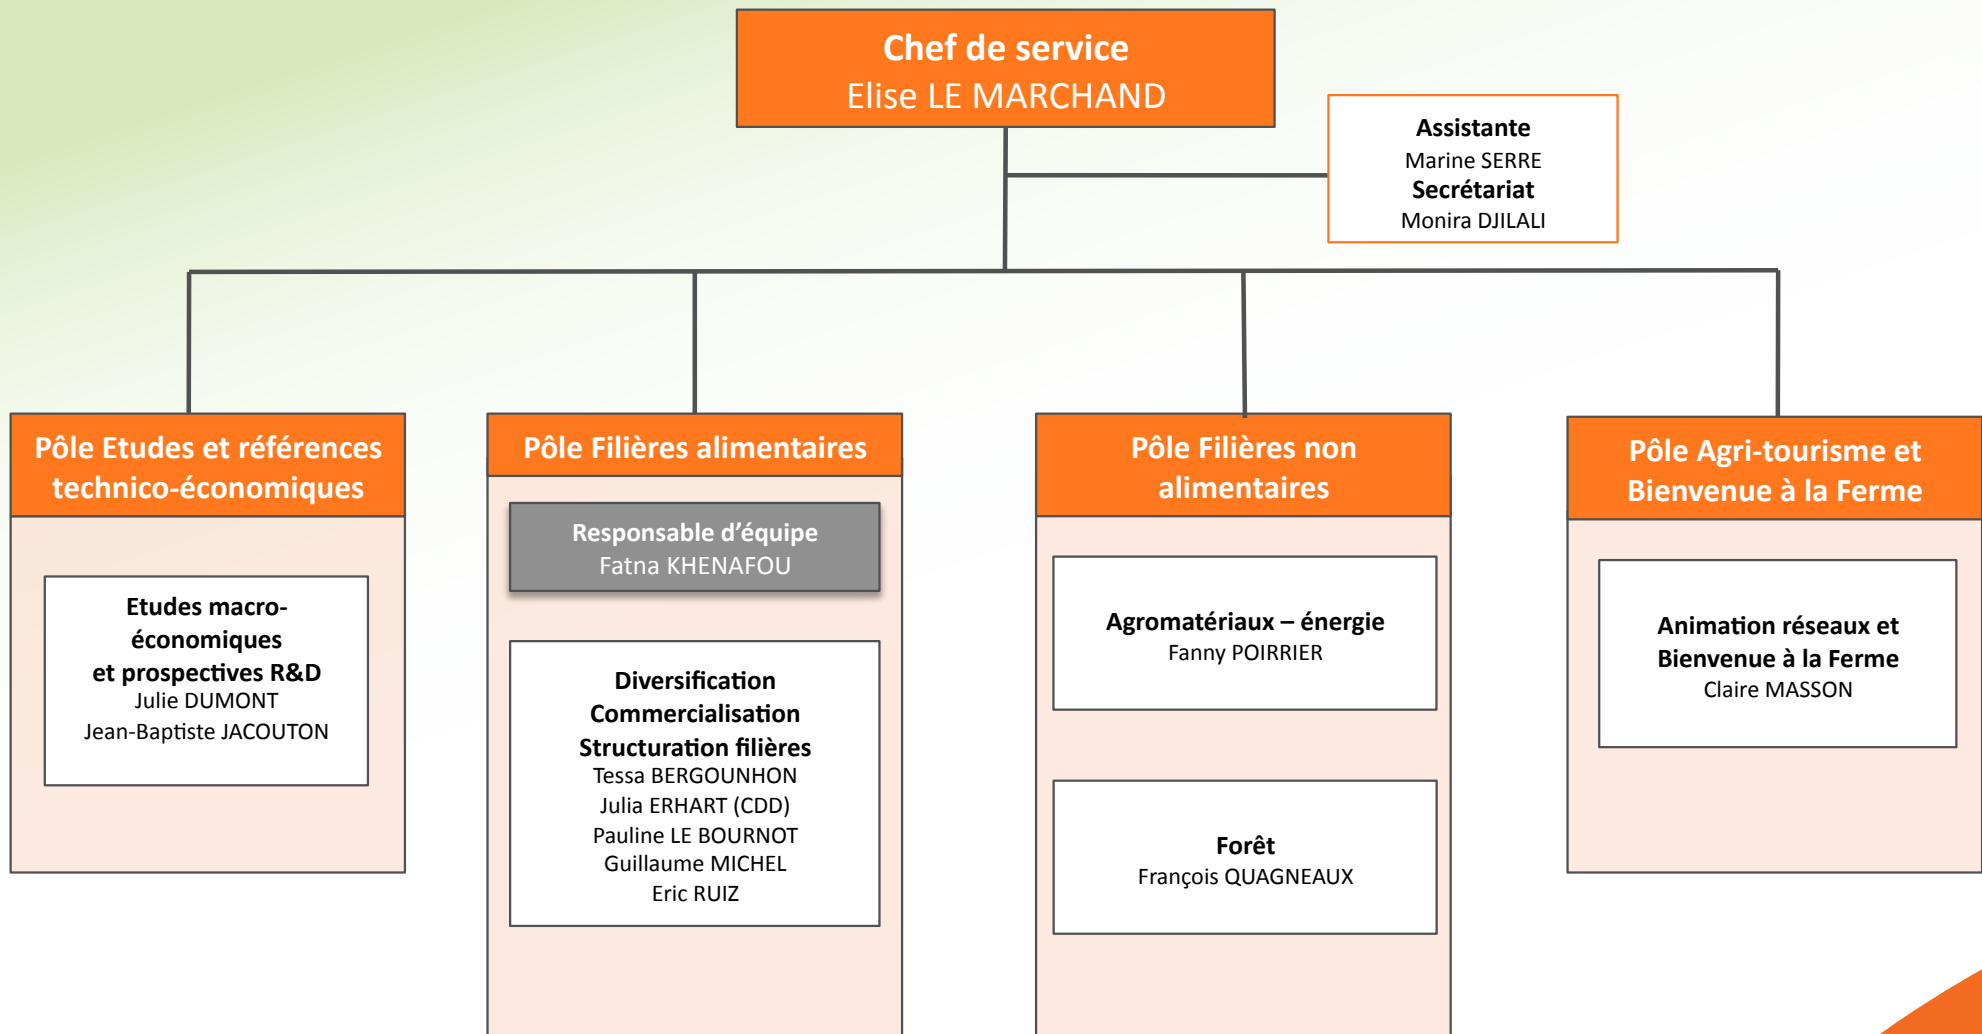 Chef de service
Elise LE MARCHAND
Assistante
Marine SERRE
Secrétariat
Monira DJILALI
Pôle Etudes et références
technico-économiques
Etudes macro-
économiques
et prospectives R&D
Julie DUMONT
Jean-Baptiste JACOUTON
Pôle Filières alimentaires
Responsable d’équipe
Fatna KHENAFOU
Diversification
Commercialisation
Structuration filières
Tessa BERGOUNHON
Julia ERHART (CDD)
Pauline LE BOURNOT
Guillaume MICHEL
Eric RUIZ
Pôle Filières non
alimentaires
Agromatériaux – énergie
Fanny POIRRIER
Forêt
François QUAGNEAUX
Pôle Agri-tourisme et
Bienvenue à la Ferme
Animation réseaux et
Bienvenue à la Ferme
Claire MASSON